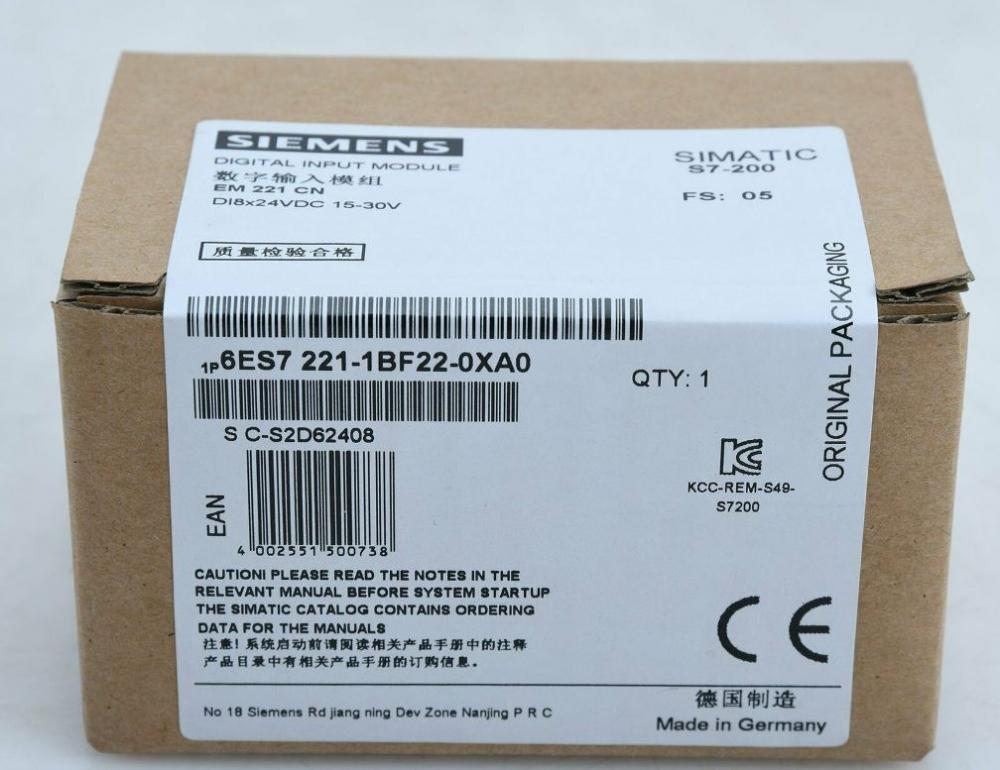 SIEMENS
DIGITAL INPUT MODULE
数字输入模组
EM 221 CN
DI8x24VDC 15-30V
SIMATIC
S7-200
FS: 05
质量检验合格
ORIGINAL PACKAGING
1P6ES7 221-1BF22-0XA0
QTY: 1
S C-S2D62408
KCC-REM-S49-
S7200
EAN
4 002551 500738
CAUTION! PLEASE READ THE NOTES IN THE
RELEVANT MANUAL BEFORE SYSTEM STARTUP
THE SIMATIC CATALOG CONTAINS ORDERING
DATA FOR THE MANUALS
注意! 系统启动前请阅读相关产品手册中的注释
产品目录中有相关产品手册的订购信息。
CE
德国制造
No 18 Siemens Rd jiang ning Dev Zone Nanjing P R C
Made in Germany